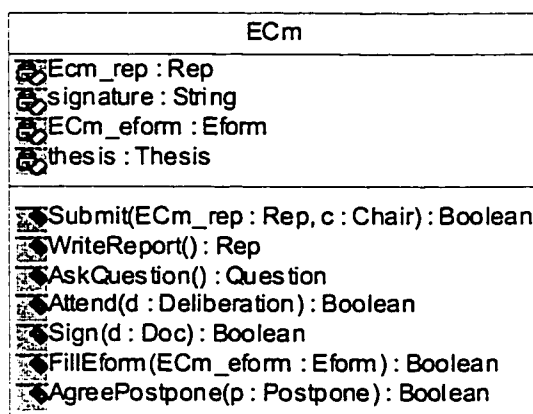 ECm
Ecm_rep : Rep
signature : String
ECm_eform : Eform
thesis : Thesis
Submit(ECm_rep : Rep, c : Chair) : Boolean
WriteReport() : Rep
AskQuestion() : Question
Attend(d : Deliberation) : Boolean
Sign(d : Doc) : Boolean
FillEform(ECm_eform : Eform) : Boolean
AgreePostpone(p : Postpone) : Boolean